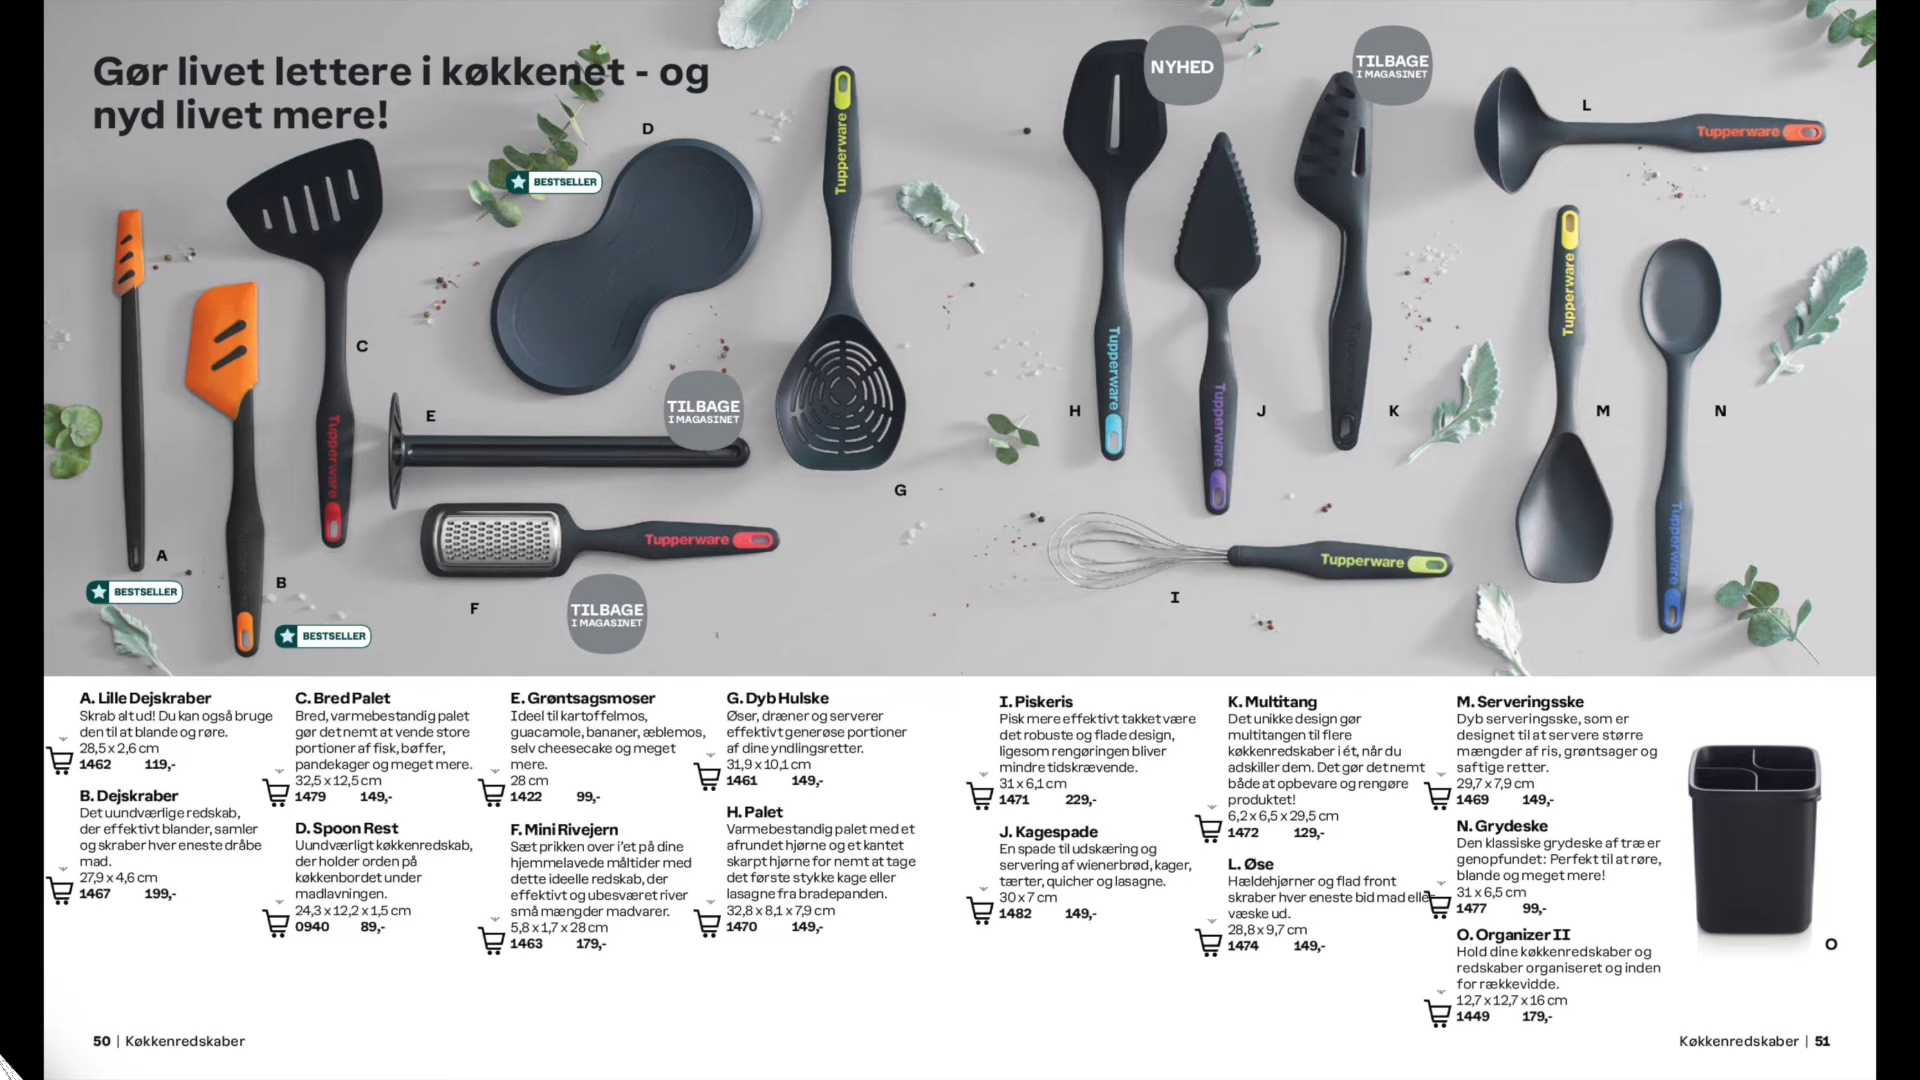 Gør livet lettere i køkkenet - og
nyd livet mere!
D
BESTSELLER
Tupperware
NYHED
TILBAGE
I MAGASINET
L
Tupperware
C
Tupperware
E
TILBAGE
I MAGASINET
G
Tupperware
H
Tupperware
J
K
Tupperware
M
N
Tupperware
A
BESTSELLER
B
BESTSELLER
Tupperware
F
TILBAGE
I MAGASINET
Tupperware
I
A. Lille Dejskraber
Skrab alt ud! Du kan også bruge
den til at blande og røre.
28,5 x 2,6 cm
1462 119,-
B. Dejskraber
Det uundværlige redskab,
der effektivt blander, samler
og skraber hver eneste dråbe
mad.
27,9 x 4,6 cm
1467 199,-
C. Bred Palet
Bred, varmebestandig palet
gør det nemt at vende store
portioner af fisk, bøffer,
pandekager og meget mere.
32,5 x 12,5 cm
1479 149,-
D. Spoon Rest
Uundværligt køkkenredskab,
der holder orden på
køkkenbordet under
madlavningen.
24,3 x 12,2 x 1,5 cm
0940 89,-
E. Grøntsagsmoser
Ideel til kartoffelmos,
guacamole, bananer, æblemos,
selv cheesecake og meget
mere.
28 cm
1422 99,-
F. Mini Rivejern
Sæt prikken over i'et på dine
hjemmelavede måltider med
dette ideelle redskab, der
effektivt og ubesværet river
små mængder madvarer.
5,8 x 1,7 x 28 cm
1463 179,-
G. Dyb Hulske
Øser, dræner og serverer
effektivt generøse portioner
af dine yndlingsretter.
31,9 x 10,1 cm
1461 149,-
H. Palet
Varmebestandig palet med et
afrundet hjørne og et kantet
skarpt hjørne for nemt at tage
det første stykke kage eller
lasagne fra bradepanden.
32,8 x 8,1 x 7,9 cm
1470 149,-
I. Piskeris
Pisk mere effektivt takket være
det robuste og flade design,
ligesom rengøringen bliver
mindre tidskrævende.
31 x 6,1 cm
1471 229,-
J. Kagespade
En spade til udskæring og
servering af wienerbrød, kager,
tærter, quicher og lasagne.
30 x 7 cm
1482 149,-
K. Multitang
Det unikke design gør
multitangen til flere
køkkenredskaber i ét, når du
adskiller dem. Det gør det nemt
både at opbevare og rengøre
produktet!
6,2 x 6,5 x 29,5 cm
1472 129,-
L. Øse
Hældehjørner og flad front
skraber hver eneste bid mad eller
væske ud.
28,8 x 9,7 cm
1474 149,-
M. Serveringsske
Dyb serveringsske, som er
designet til at servere større
mængder af ris, grøntsager og
saftige retter.
29,7 x 7,9 cm
1469 149,-
N. Grydeske
Den klassiske grydeske af træ er
genopfundet: Perfekt til at røre,
blande og meget mere!
31 x 6,5 cm
1477 99,-
O. Organizer II
Hold dine køkkenredskaber og
redskaber organiseret og inden
for rækkevidde.
12,7 x 12,7 x 16 cm
1449 179,-
O
50 | Køkkenredskaber
Køkkenredskaber | 51